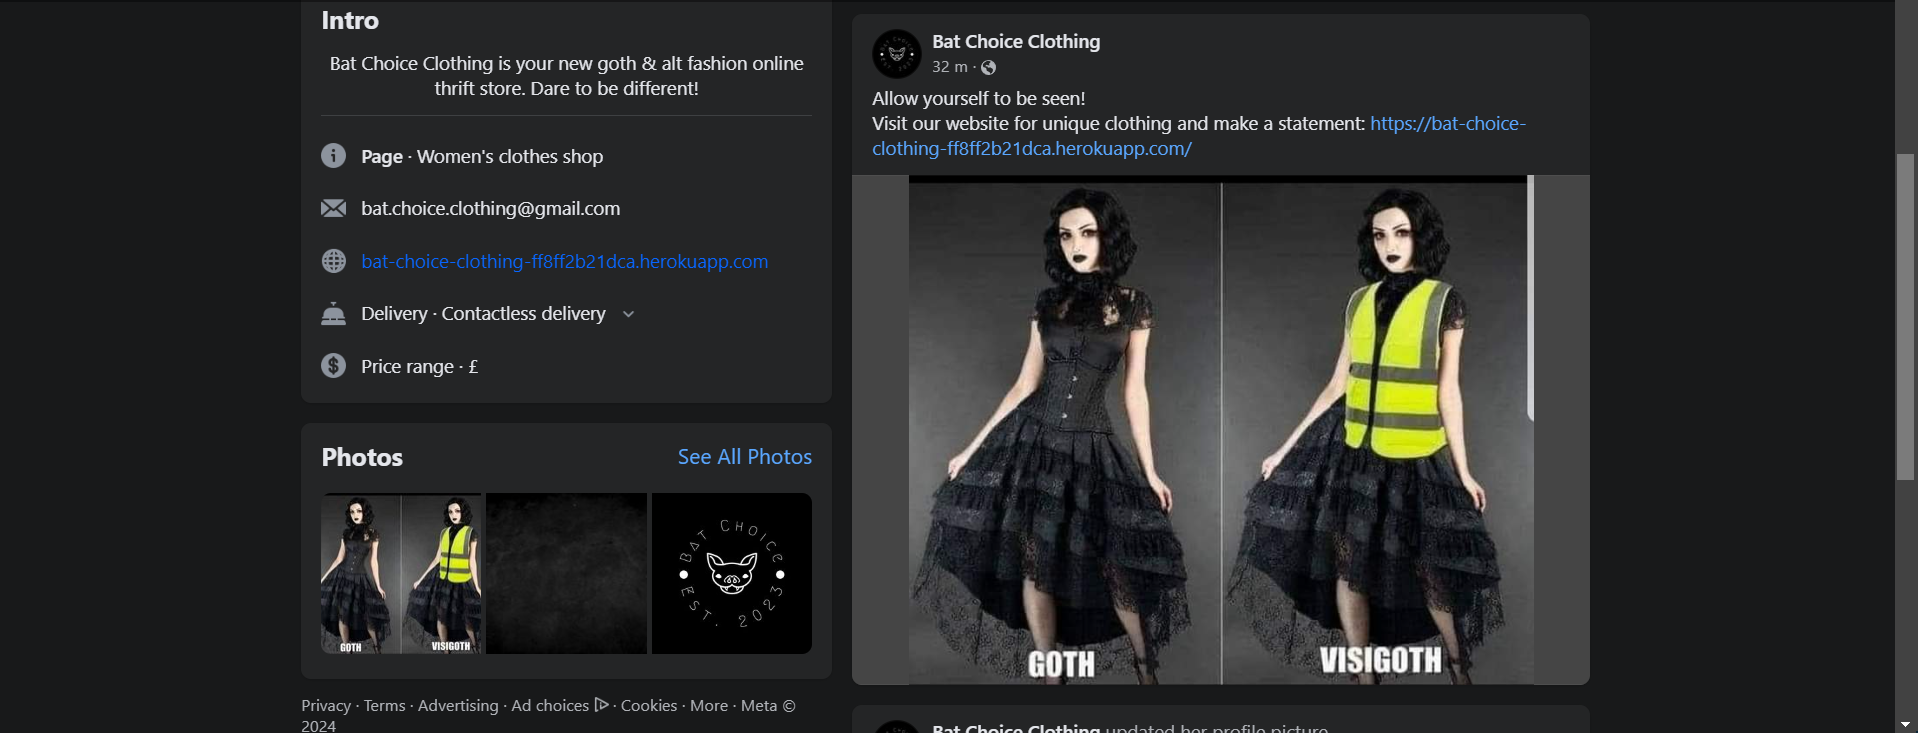 Intro
Bat Choice Clothing is your new goth & alt fashion online
thrift store. Dare to be different!
Page · Women's clothes shop
bat.choice.clothing@gmail.com
bat-choice-clothing-ff8ff2b21dca.herokuapp.com
Delivery · Contactless delivery
Price range · £
Photos
See All Photos
GOTH
VISIGOTH
BAT CHOICE
EST. 2023
Privacy · Terms · Advertising · Ad choices · Cookies · More · Meta ©
2024
BAT CHOICE
EST. 2023
Bat Choice Clothing
32 m ·
Allow yourself to be seen!
Visit our website for unique clothing and make a statement: https://bat-choice-
clothing-ff8ff2b21dca.herokuapp.com/
GOTH
VISIGOTH
Bat Choice Clothing updated her profile picture